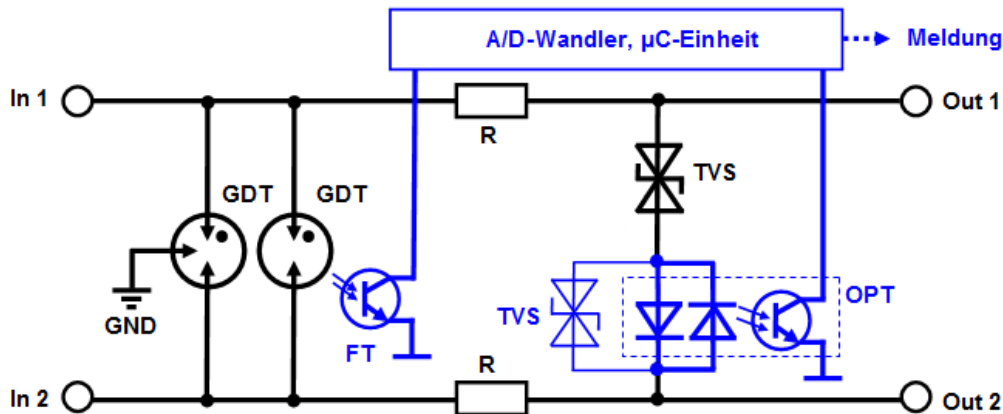 A/D-Wandler, µC-Einheit
Meldung
In 1
Out 1
R
TVS
GDT
GDT
OPT
GND
TVS
FT
R
In 2
Out 2